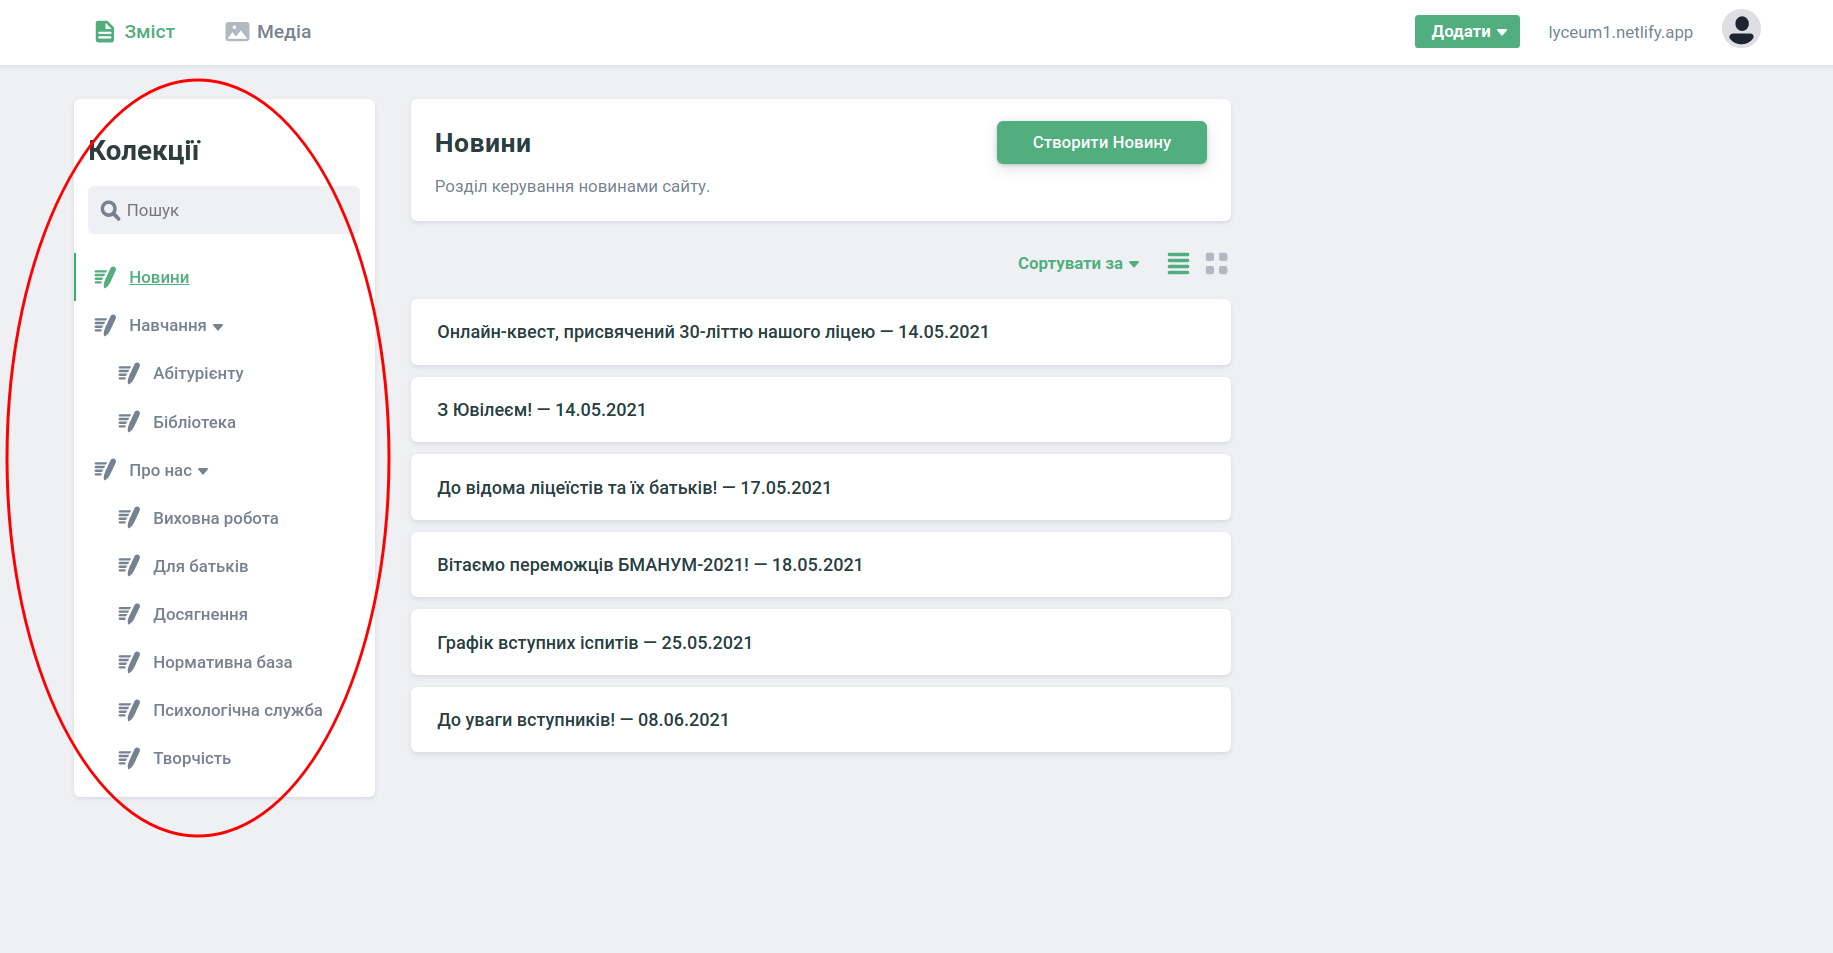 Зміст
Медіа
Додати
lyceum1.netlify.app
Колекції
Пошук
Новини
Навчання
Абітурієнту
Бібліотека
Про нас
Виховна робота
Для батьків
Досягнення
Нормативна база
Психологічна служба
Творчість
Новини
Створити Новину
Розділ керування новинами сайту.
Сортувати за
Онлайн-квест, присвячений 30-літтю нашого ліцею — 14.05.2021
З Ювілеєм! — 14.05.2021
До відома ліцеїстів та їх батьків! — 17.05.2021
Вітаємо переможців БМАНУМ-2021! — 18.05.2021
Графік вступних іспитів — 25.05.2021
До уваги вступників! — 08.06.2021